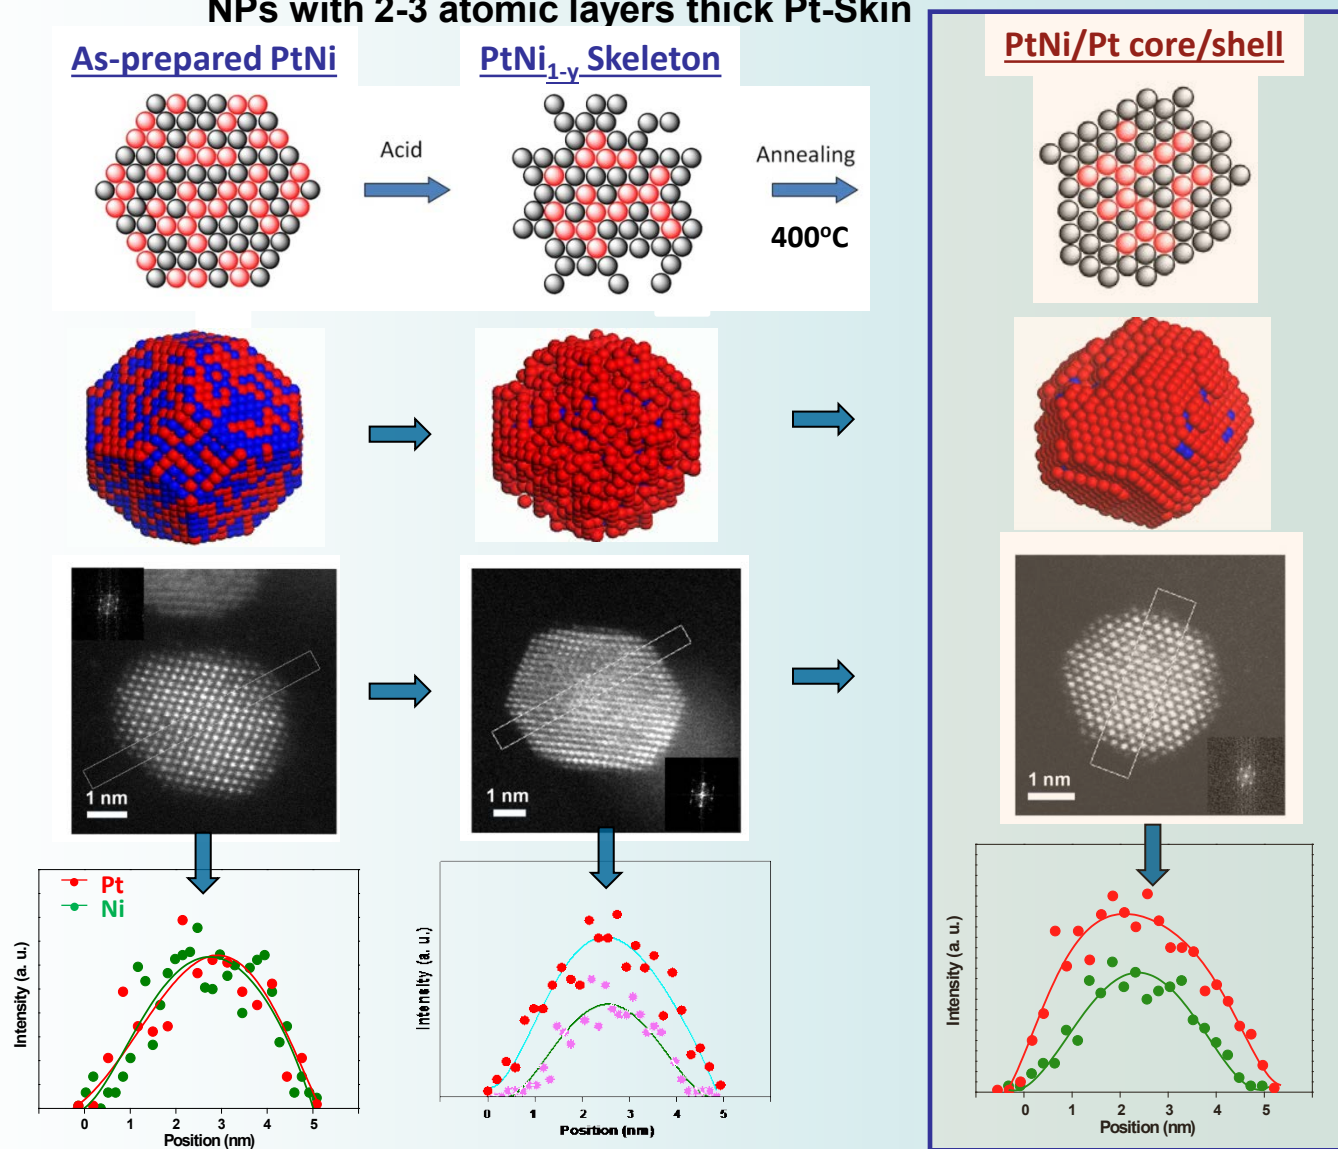 NPs with 2-3 atomic layers thick Pt-Skin
As-prepared PtNi
PtNi1-y Skeleton
PtNi/Pt core/shell
Acid
Annealing
400°C
1 nm
1 nm
1 nm
Pt
Ni
Intensity (a. u.)
0 1 2 3 4 5
Position (nm)
Intensity (a. u.)
0 1 2 3 4 5
Position (nm)
Intensity (a. u.)
0 1 2 3 4 5
Position (nm)